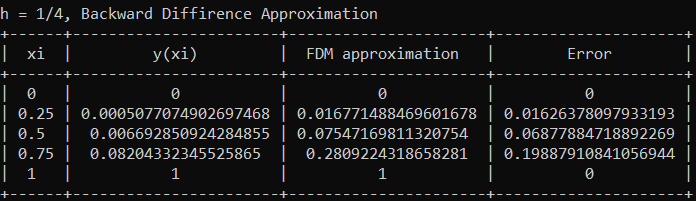 h = 1/4, Backward Diffirence Approximation
+------+-----------------------+----------------------+---------------------+
| xi | y(xi) | FDM approximation | Error |
+------+-----------------------+----------------------+---------------------+
| 0 | 0 | 0 | 0 |
| 0.25 | 0.0005077074902697468 | 0.016771488469601678 | 0.01626378097933193 |
| 0.5 | 0.006692850924284855 | 0.07547169811320754 | 0.06877884718892269 |
| 0.75 | 0.08204332345525865 | 0.2809224318658281 | 0.19887910841056944 |
| 1 | 1 | 1 | 0 |
+------+-----------------------+----------------------+---------------------+